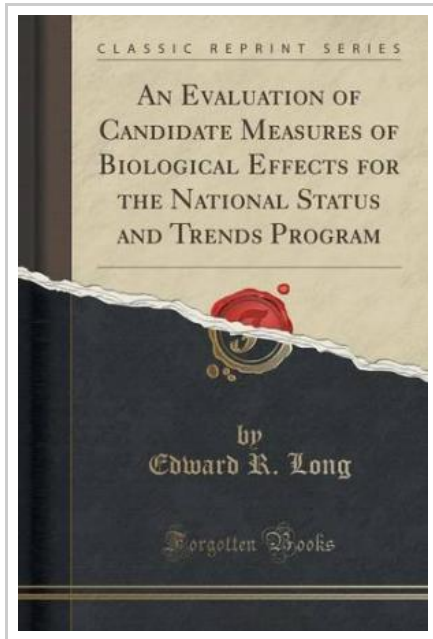 CLASSIC REPRINT SERIES
AN EVALUATION OF
CANDIDATE MEASURES OF
BIOLOGICAL EFFECTS FOR
THE NATIONAL STATUS
AND TRENDS PROGRAM
by
Edward R. Long
Forgotten Books